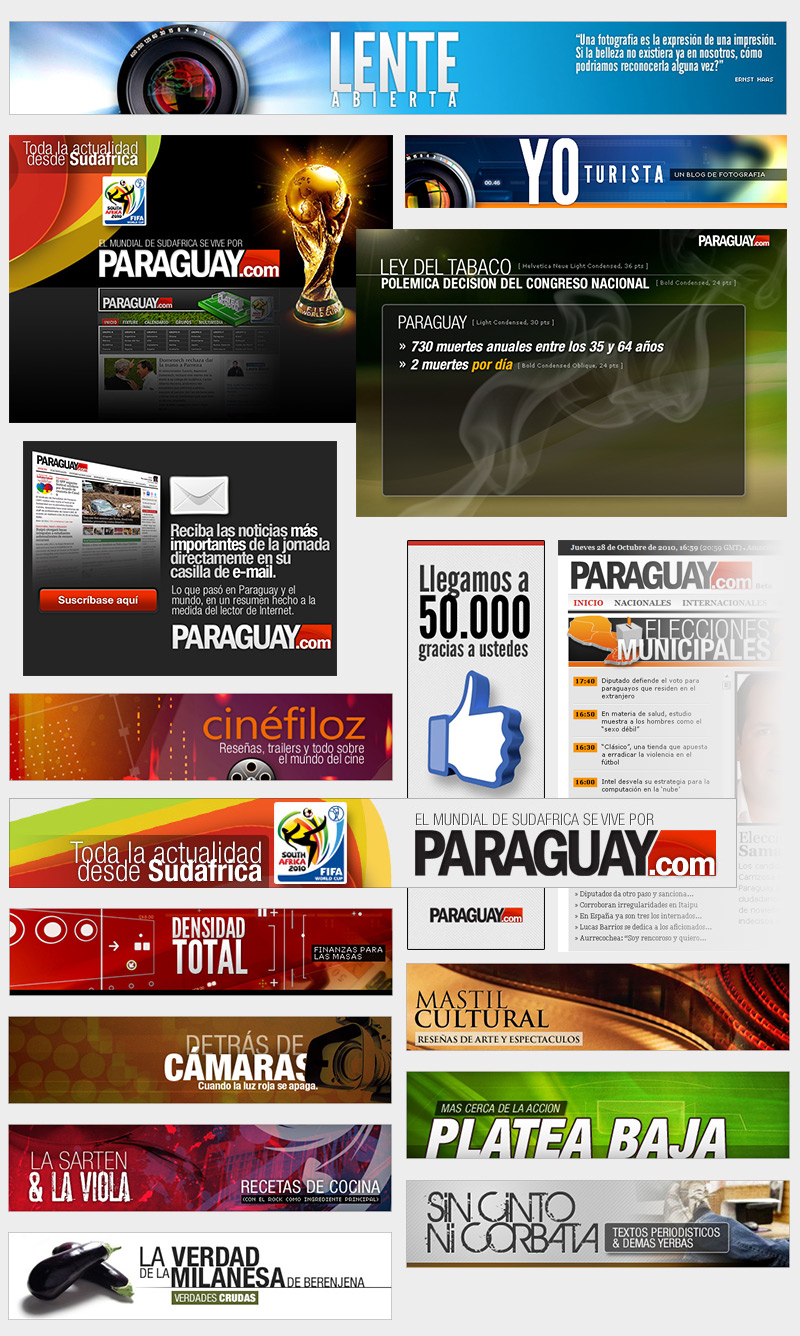 LENTE
ABIERTA
“Una fotografia es la expresión de una impresión.
Si la belleza no existiera ya en nosotros, cómo
podriamos reconocerla alguna vez?”
ERNST HAAS
Toda la actualidad
desde Sudáfrica
SOUTH AFRICA 2010
FIFA
WORLD CUP
EL MUNDIAL DE SUDAFRICA SE VIVE POR
PARAGUAY.com
PARAGUAY.com
INICIO FIXTURE CALENDARIO GRUPOS MULTIMEDIA
FIFA WORLD CUP
00.46
YO TURISTA
UN BLOG DE FOTOGRAFIA
PARAGUAY.com
LEY DEL TABACO [ Helvetica Neue Light Condensed, 36 pts ]
POLEMICA DECISION DEL CONGRESO NACIONAL [ Bold Condensed, 24 pts ]
PARAGUAY [ Light Condensed, 30 pts ]
» 730 muertes anuales entre los 35 y 64 años
» 2 muertes por día [ Bold Condensed Oblique, 24 pts ]
PARAGUAY.com
Reciba las noticias más
importantes de la jornada
directamente en su
casilla de e-mail.
Lo que pasó en Paraguay y el
mundo, en un resumen hecho a la
medida del lector de Internet.
Suscríbase aquí
PARAGUAY.com
Llegamos a
50.000
gracias a ustedes
Jueves 28 de Octubre de 2010, 16:59 (20:59 GMT),
PARAGUAY.com Beta
INICIO NACIONALES INTERNACIONALES
ELECCIONES
MUNICIPALES
17:40 Diputado defiende el voto para
paraguayos que residen en el
extranjero
16:50 En materia de salud, estudio
muestra a los hombres como el
“sexo débil”
16:30 “Clásico”, una tienda que apuesta
a erradicar la violencia en el
fútbol
16:00 Intel desvela su estrategia para la
computación en la 'nube'
cinéfiloz
Reseñas, trailers y todo sobre
el mundo del cine
Toda la actualidad
desde Sudáfrica
SOUTH AFRICA 2010
FIFA
WORLD CUP
EL MUNDIAL DE SUDAFRICA SE VIVE POR
PARAGUAY.com
PARAGUAY.com
» Diputados da otro paso y sanciona...
» Corroboran irregularidades en Itaipu
» En España ya son tres los internados...
» Lucas Barrios se dedica a los aficionados...
» Aurrecochea: “Soy rencoroso y quiero...
DENSIDAD
TOTAL
FINANZAS PARA
LAS MASAS
MASTIL
CULTURAL
RESEÑAS DE ARTE Y ESPECTACULOS
DETRÁS DE
CÁMARAS
Cuando la luz roja se apaga.
MAS CERCA DE LA ACCION
PLATEA BAJA
LA SARTEN
& LA VIOLA
RECETAS DE COCINA
(CON EL ROCK COMO INGREDIENTE PRINCIPAL)
SIN CINTO
NI CORBATA
TEXTOS PERIODISTICOS
& DEMAS YERBAS
LA VERDAD
DE LA MILANESA DE BERENJENA
VERDADES CRUDAS